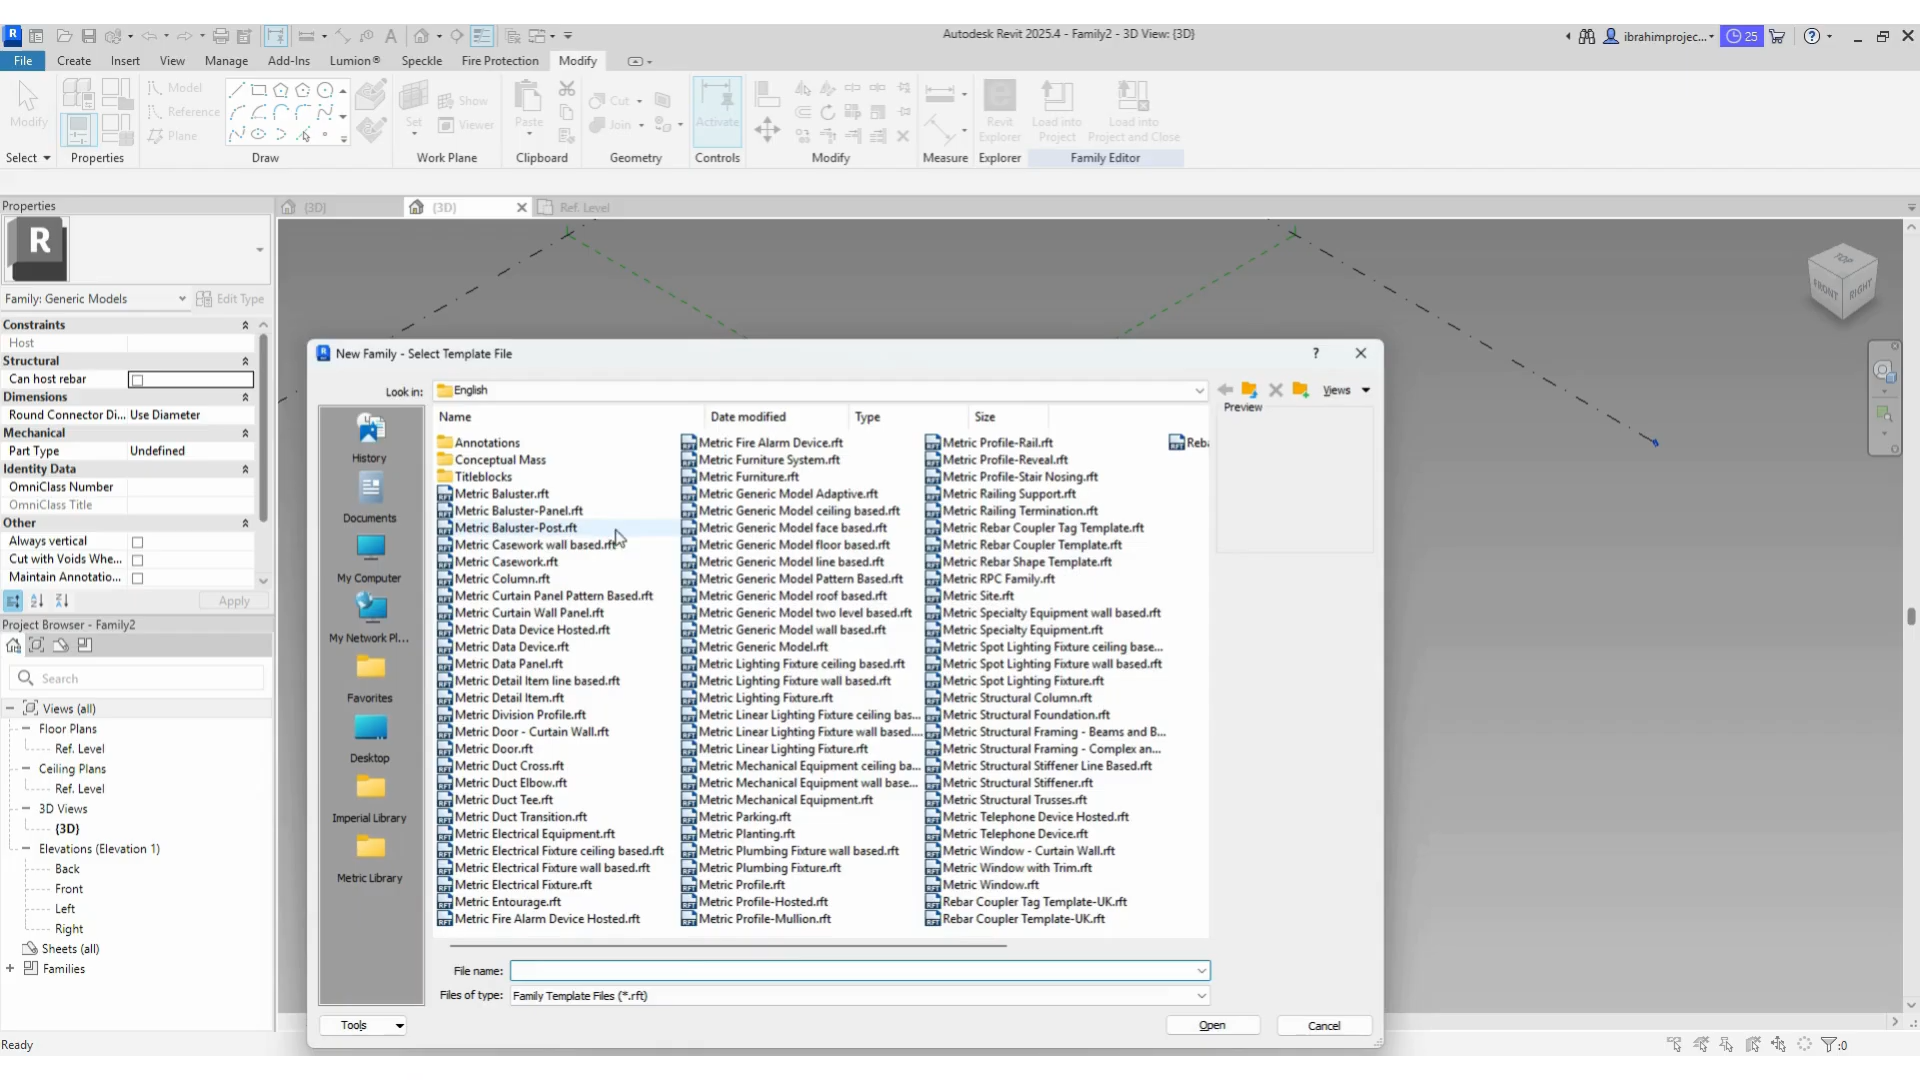 Autodesk Revit 2025.4 - Family2 - 3D View: {3D}
ibrahimprojec...
25
File
Create
Insert
View
Manage
Add-Ins
Lumion®
Speckle
Fire Protection
Modify
Modify
Model
Reference
Plane
Set
Show
Viewer
Paste
Cut
Join
Activate
Revit
Explorer
Load into
Project
Load into
Project and Close
Select
Properties
Draw
Work Plane
Clipboard
Geometry
Controls
Modify
Measure
Explorer
Family Editor
Properties
{3D}
{3D}
Ref. Level
R
Family: Generic Models
Edit Type
Constraints
Host
Structural
Can host rebar
Dimensions
Round Connector Di... Use Diameter
Mechanical
Part Type Undefined
Identity Data
OmniClass Number
OmniClass Title
Other
Always vertical
Cut with Voids Whe...
Maintain Annotatio...
Apply
Project Browser - Family2
Search
Views (all)
Floor Plans
Ref. Level
Ceiling Plans
Ref. Level
3D Views
{3D}
Elevations (Elevation 1)
Back
Front
Left
Right
Sheets (all)
Families
Ready
TOP
FRONT
RIGHT
:0
New Family - Select Template File
?
Look in:
English
Views
Preview
History
Documents
My Computer
My Network Pl...
Favorites
Desktop
Imperial Library
Metric Library
Name
Date modified
Type
Size
Annotations
Conceptual Mass
Titleblocks
Metric Baluster.rft
Metric Baluster-Panel.rft
Metric Baluster-Post.rft
Metric Casework wall based.rft
Metric Casework.rft
Metric Column.rft
Metric Curtain Panel Pattern Based.rft
Metric Curtain Wall Panel.rft
Metric Data Device Hosted.rft
Metric Data Device.rft
Metric Data Panel.rft
Metric Detail Item line based.rft
Metric Detail Item.rft
Metric Division Profile.rft
Metric Door - Curtain Wall.rft
Metric Door.rft
Metric Duct Cross.rft
Metric Duct Elbow.rft
Metric Duct Tee.rft
Metric Duct Transition.rft
Metric Electrical Equipment.rft
Metric Electrical Fixture ceiling based.rft
Metric Electrical Fixture wall based.rft
Metric Electrical Fixture.rft
Metric Entourage.rft
Metric Fire Alarm Device Hosted.rft
Metric Fire Alarm Device.rft
Metric Furniture System.rft
Metric Furniture.rft
Metric Generic Model Adaptive.rft
Metric Generic Model ceiling based.rft
Metric Generic Model face based.rft
Metric Generic Model floor based.rft
Metric Generic Model line based.rft
Metric Generic Model Pattern Based.rft
Metric Generic Model roof based.rft
Metric Generic Model two level based.rft
Metric Generic Model wall based.rft
Metric Generic Model.rft
Metric Lighting Fixture ceiling based.rft
Metric Lighting Fixture wall based.rft
Metric Lighting Fixture.rft
Metric Linear Lighting Fixture ceiling bas...
Metric Linear Lighting Fixture wall based....
Metric Linear Lighting Fixture.rft
Metric Mechanical Equipment ceiling ba...
Metric Mechanical Equipment wall base...
Metric Mechanical Equipment.rft
Metric Parking.rft
Metric Planting.rft
Metric Plumbing Fixture wall based.rft
Metric Plumbing Fixture.rft
Metric Profile.rft
Metric Profile-Hosted.rft
Metric Profile-Mullion.rft
Metric Profile-Rail.rft
Metric Profile-Reveal.rft
Metric Profile-Stair Nosing.rft
Metric Railing Support.rft
Metric Railing Termination.rft
Metric Rebar Coupler Tag Template.rft
Metric Rebar Coupler Template.rft
Metric Rebar Shape Template.rft
Metric RPC Family.rft
Metric Site.rft
Metric Specialty Equipment wall based.rft
Metric Specialty Equipment.rft
Metric Spot Lighting Fixture ceiling base...
Metric Spot Lighting Fixture wall based.rft
Metric Spot Lighting Fixture.rft
Metric Structural Column.rft
Metric Structural Foundation.rft
Metric Structural Framing - Beams and B...
Metric Structural Framing - Complex an...
Metric Structural Stiffener Line Based.rft
Metric Structural Stiffener.rft
Metric Structural Trusses.rft
Metric Telephone Device Hosted.rft
Metric Telephone Device.rft
Metric Window - Curtain Wall.rft
Metric Window with Trim.rft
Metric Window.rft
Rebar Coupler Tag Template-UK.rft
Rebar Coupler Template-UK.rft
File name:
Files of type:
Family Template Files (*.rft)
Tools
Open
Cancel